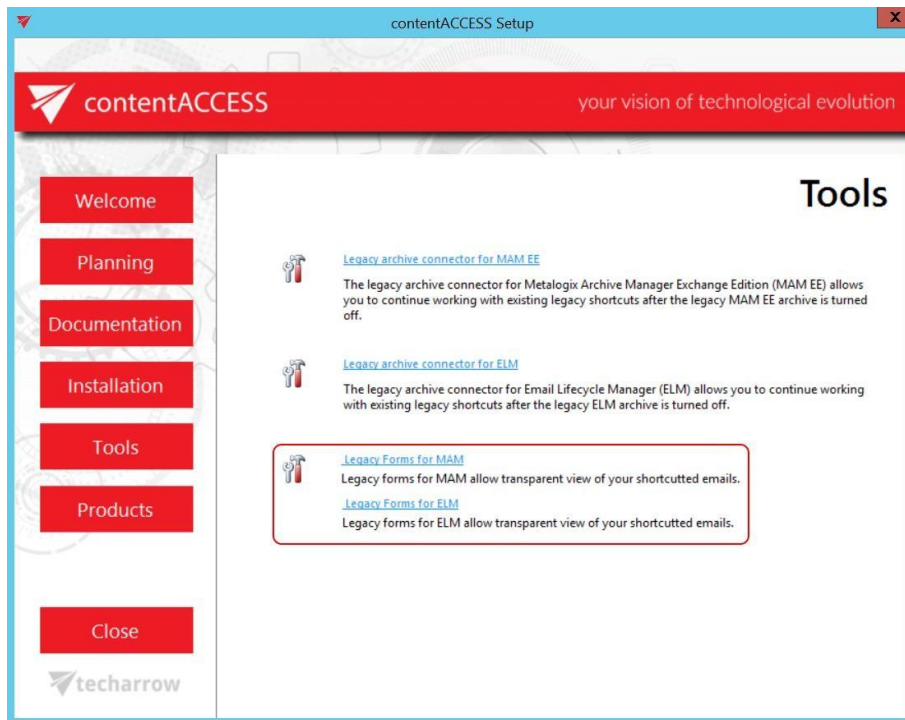 contentACCESS Setup
X
contentACCESS
your vision of technological evolution
Welcome
Planning
Documentation
Installation
Tools
Products
Close
techarrow
Tools
Legacy archive connector for MAM EE
The legacy archive connector for Metalogix Archive Manager Exchange Edition (MAM EE) allows
you to continue working with existing legacy shortcuts after the legacy MAM EE archive is turned
off.
Legacy archive connector for ELM
The legacy archive connector for Email Lifecycle Manager (ELM) allows you to continue working
with existing legacy shortcuts after the legacy ELM archive is turned off.
Legacy Forms for MAM
Legacy forms for MAM allow transparent view of your shortcutted emails.
Legacy Forms for ELM
Legacy forms for ELM allow transparent view of your shortcutted emails.